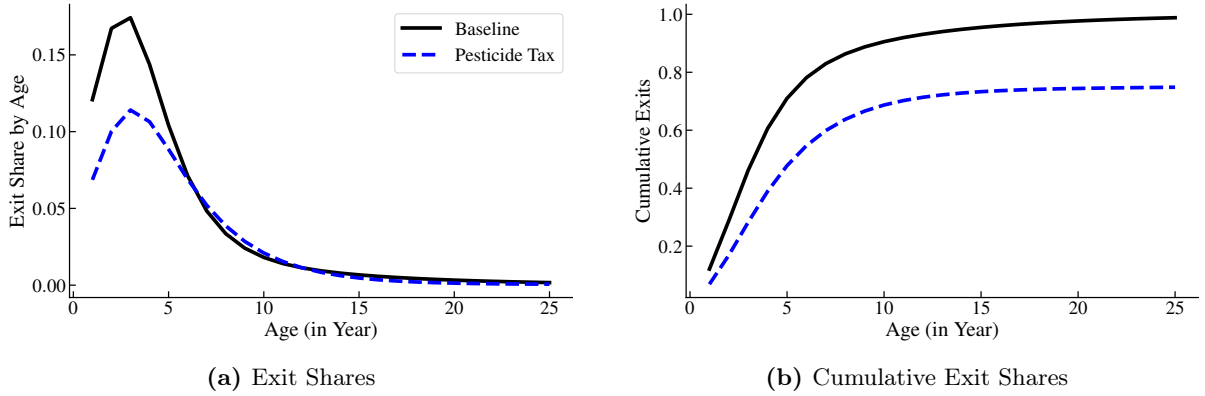 Exit Share by Age
0.15
0.10
0.05
0.00
0
5
10
15
20
25
Age (in Year)
Baseline
Pesticide Tax
(a) Exit Shares
Cumulative Exits
1.0
0.8
0.6
0.4
0.2
0
5
10
15
20
25
Age (in Year)
(b) Cumulative Exit Shares